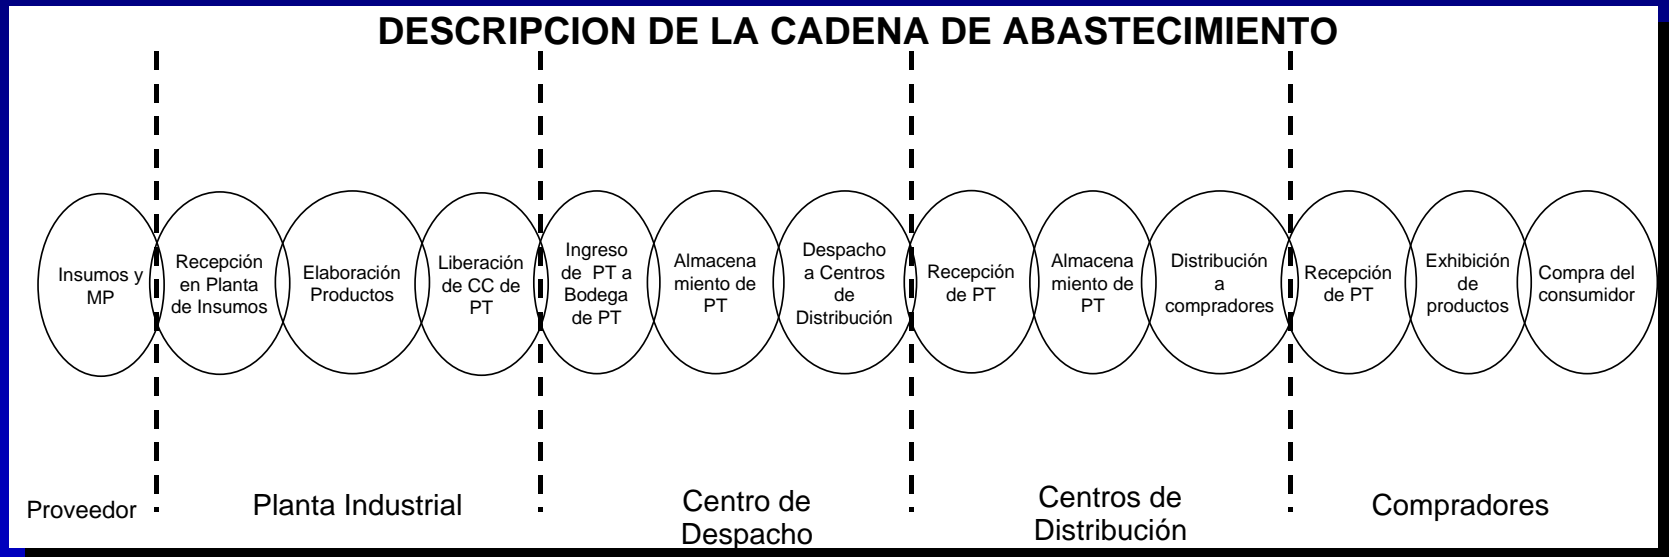 DESCRIPCION DE LA CADENA DE ABASTECIMIENTO
Insumos y
MP
Recepción
en Planta
de Insumos
Elaboración
Productos
Liberación
de CC de
PT
Ingreso
de PT a
Bodega
de PT
Almacena
miento de
PT
Despacho
a Centros
de
Distribución
Recepción
de PT
Almacena
miento de
PT
Distribución
a
compradores
Recepción
de PT
Exhibición
de
productos
Compra del
consumidor
Proveedor
Planta Industrial
Centro de
Despacho
Centros de
Distribución
Compradores